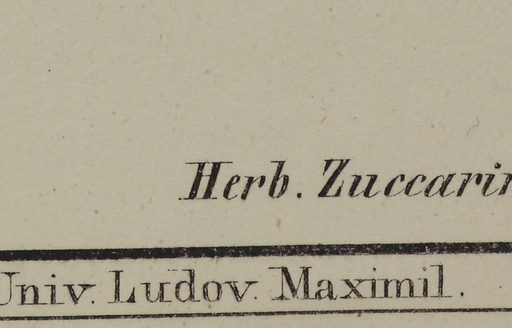 Herb. Zuccarin
Univ. Ludov. Maximil.